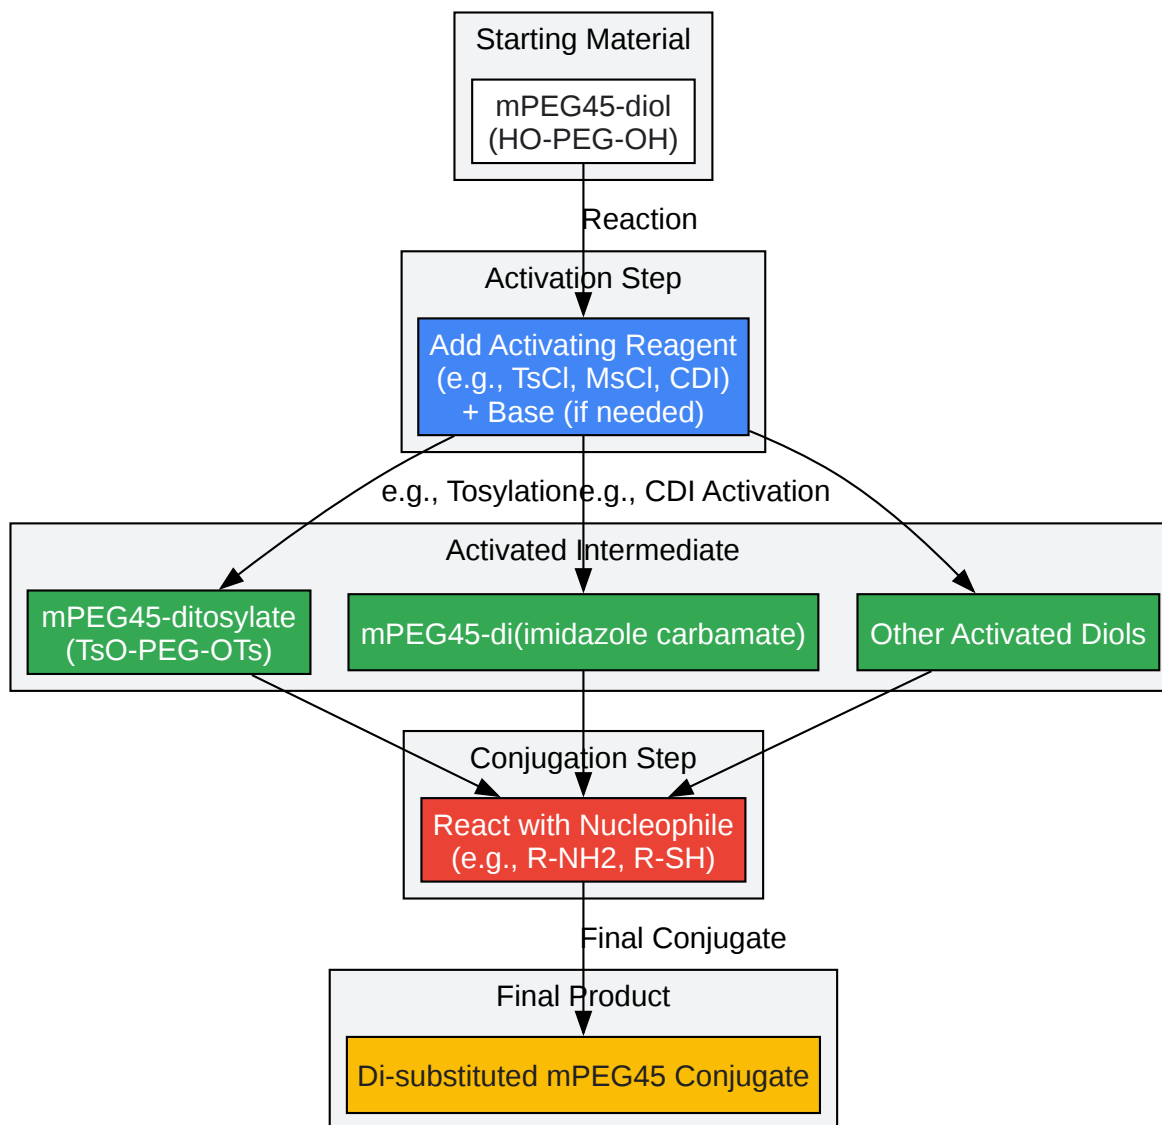 Starting Material
mPEG45-diol
(HO-PEG-OH)
Reaction
Activation Step
Add Activating Reagent
(e.g., TsCl, MsCl, CDI)
+ Base (if needed)
e.g., Tosylation
e.g., CDI Activation
Activated Intermediate
mPEG45-ditosylate
(TsO-PEG-OTs)
mPEG45-di(imidazole carbamate)
Other Activated Diols
Conjugation Step
React with Nucleophile
(e.g., R-NH2, R-SH)
Final Conjugate
Final Product
Di-substituted mPEG45 Conjugate